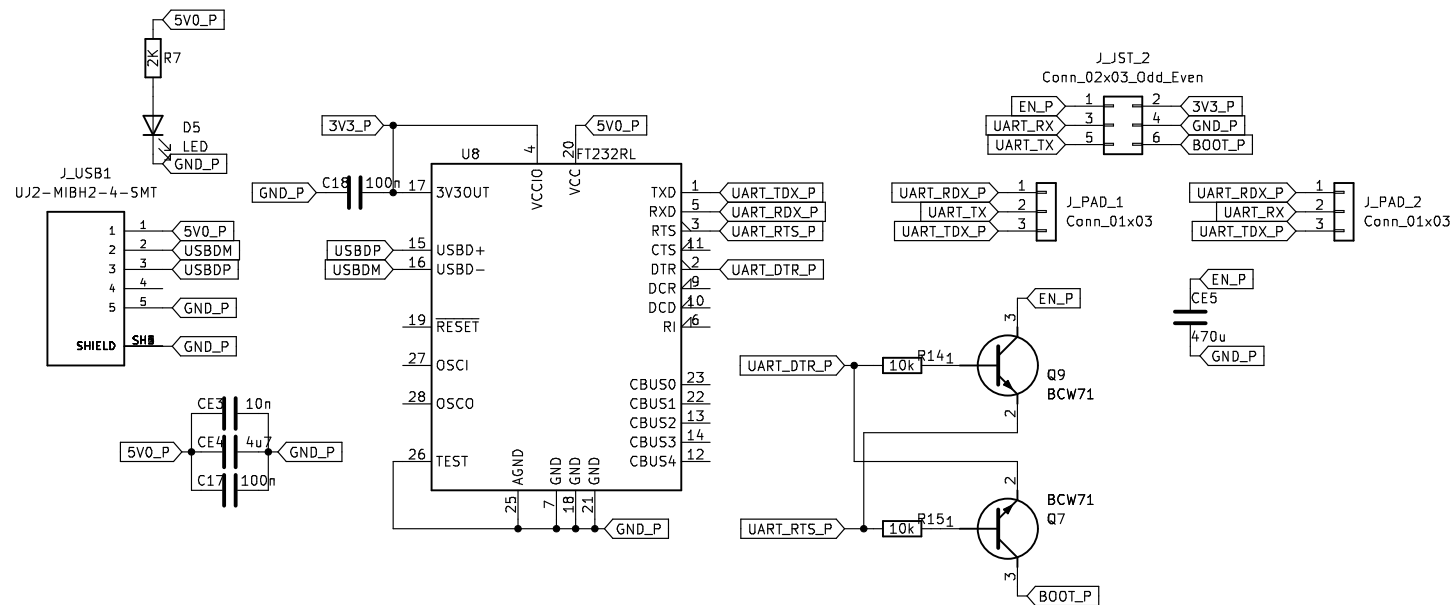 5V0_P
2K
R7
D5
LED
GND_P
J_USB1
UJ2-MIBH2-4-SMT
1 1 5V0_P
2 2 USBDM
3 3 USBDP
4 4
5 5 GND_P
SHIELD GND_P
CE3 10n
5V0_P CE4 4u7 GND_P
C17 100n
3V3_P
5V0_P
4
20
U8 FT232RL
GND_P C18 100n
VCCIO
VCC
17 3V3OUT
USBDP 15 USBD+
USBDM 16 USBD-
19 RESET
27 OSCI
28 OSCO
26 TEST
TXD 1 UART_TDX_P
RXD 5 UART_RDX_P
RTS 3 UART_RTS_P
CTS 11
DTR 2 UART_DTR_P
DCR 9
DCD 10
RI 6
CBUS0 23
CBUS1 22
CBUS2 13
CBUS3 14
CBUS4 12
AGND
GND
GND
GND
25
7
18
21
GND_P
J_JST_2
Conn_02x03_Odd_Even
EN_P 1 2 3V3_P
UART_RX 3 4 GND_P
UART_TX 5 6 BOOT_P
UART_RDX_P 1
UART_TX 2
UART_TDX_P 3
J_PAD_1
Conn_01x03
UART_RDX_P 1
UART_RX 2
UART_TDX_P 3
J_PAD_2
Conn_01x03
EN_P
3
UART_DTR_P 10k R14 1
Q9
BCW71
2
2
BCW71
Q7
UART_RTS_P 10k R15 1
3
BOOT_P
EN_P
CE5
470u
GND_P